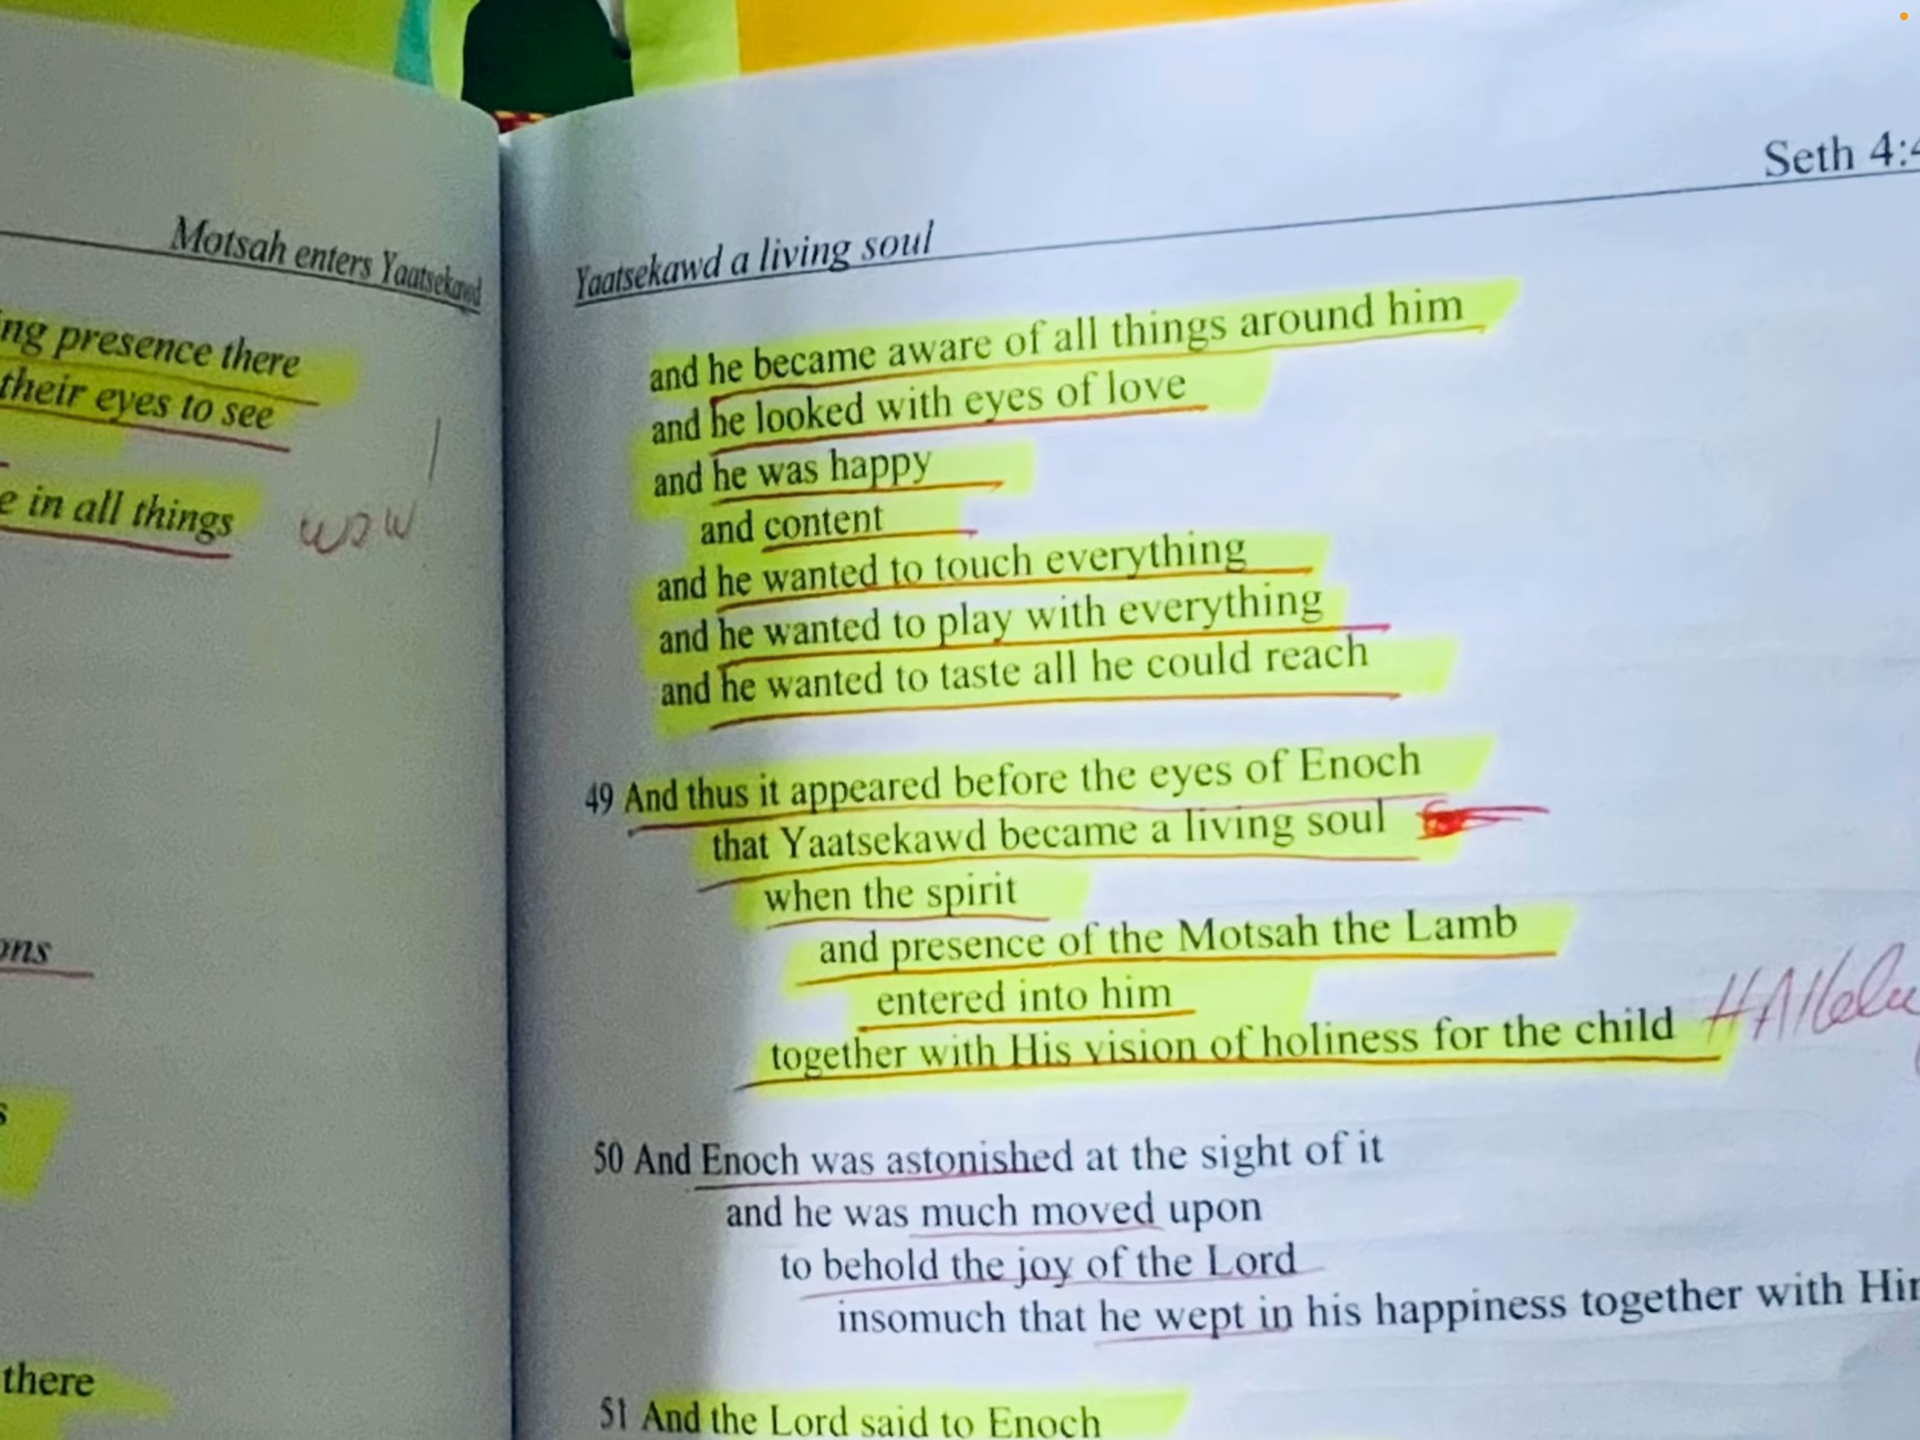 Motsah enters Yaatsekawd
presence there
their eyes to see
in all things
wow
there
Seth 4:
Yaatsekawd a living soul
and he became aware of all things around him
and he looked with eyes of love
and he was happy
and content
and he wanted to touch everything
and he wanted to play with everything
and he wanted to taste all he could reach
49 And thus it appeared before the eyes of Enoch
that Yaatsekawd became a living soul
when the spirit
and presence of the Motsah the Lamb
entered into him
together with His vision of holiness for the child
50 And Enoch was astonished at the sight of it
and he was much moved upon
to behold the joy of the Lord
insomuch that he wept in his happiness together with
51 And the Lord said to Enoch